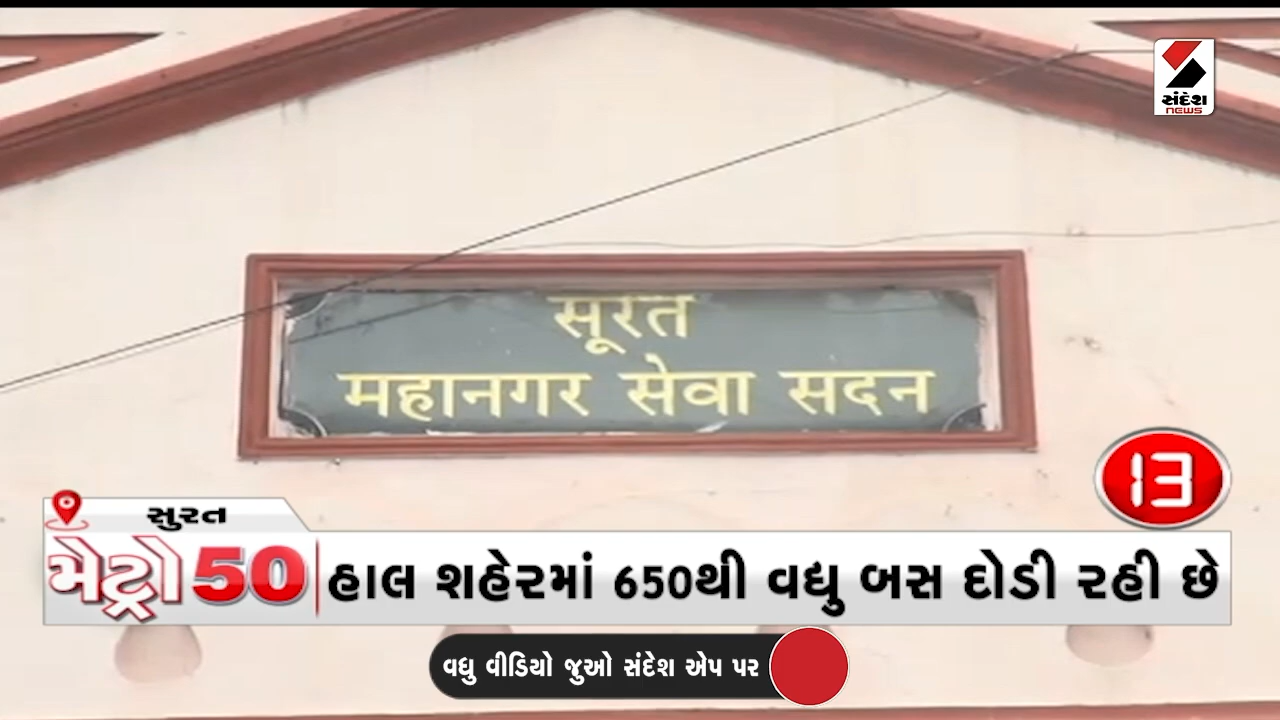 સંદેશ
NEWS
सूरत
महानगर सेवा सदन
13
સુરત
મેટ્રો 50
હાલ શહેરમાં 650થી વધુ બસ દોડી રહી છે
વધુ વીડિયો જુઓ સંદેશ એપ પર